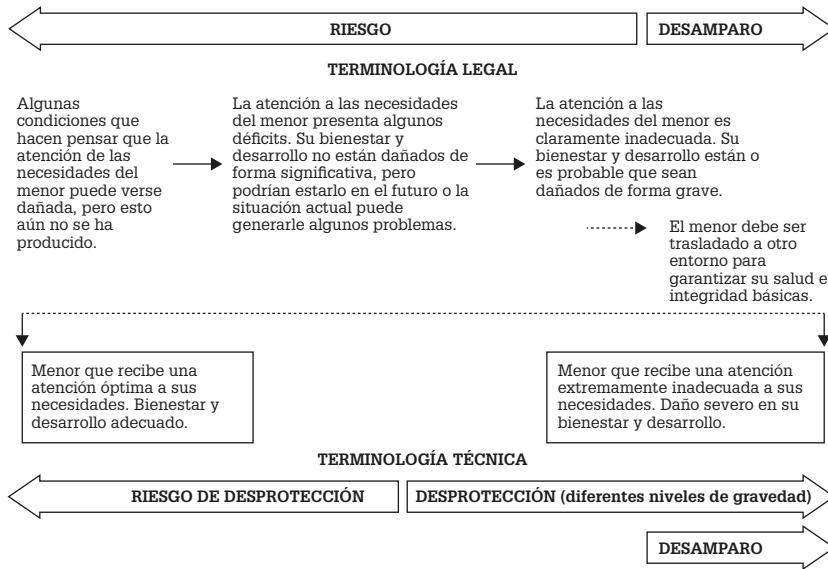 RIESGO
DESAMPARO
TERMINOLOGÍA LEGAL
Algunas
condiciones que
hacen pensar que la
atención de las
necesidades del
menor puede verse
dañada, pero esto
aún no se ha
producido.
La atención a las necesidades
del menor presenta algunos
déficits. Su bienestar y
desarrollo no están dañados de
forma significativa, pero
podrían estarlo en el futuro o la
situación actual puede
generarle algunos problemas.
La atención a las
necesidades del menor es
claramente inadecuada. Su
bienestar y desarrollo están o
es probable que sean
dañados de forma grave.
El menor debe ser
trasladado a otro
entorno para
garantizar su salud e
integridad básicas.
Menor que recibe una
atención óptima a sus
necesidades. Bienestar y
desarrollo adecuado.
Menor que recibe una atención
extremamente inadecuada a sus
necesidades. Daño severo en su
bienestar y desarrollo.
TERMINOLOGÍA TÉCNICA
RIESGO DE DESPROTECCIÓN
DESPROTECCIÓN (diferentes niveles de gravedad)
DESAMPARO